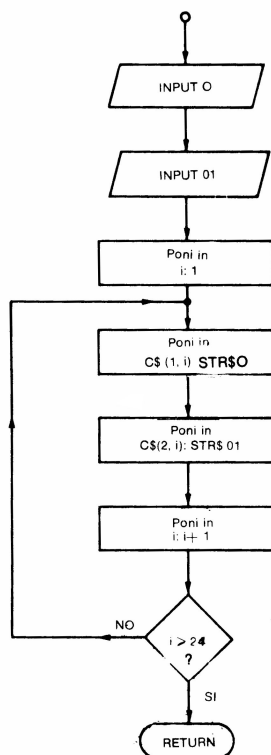 INPUT O
INPUT 01
Poni in
i: 1
Poni in
C$ (1, i) STR$O
Poni in
C$(2, i): STR$ 01
Poni in
i: i+ 1
i > 24
?
NO
SI
RETURN